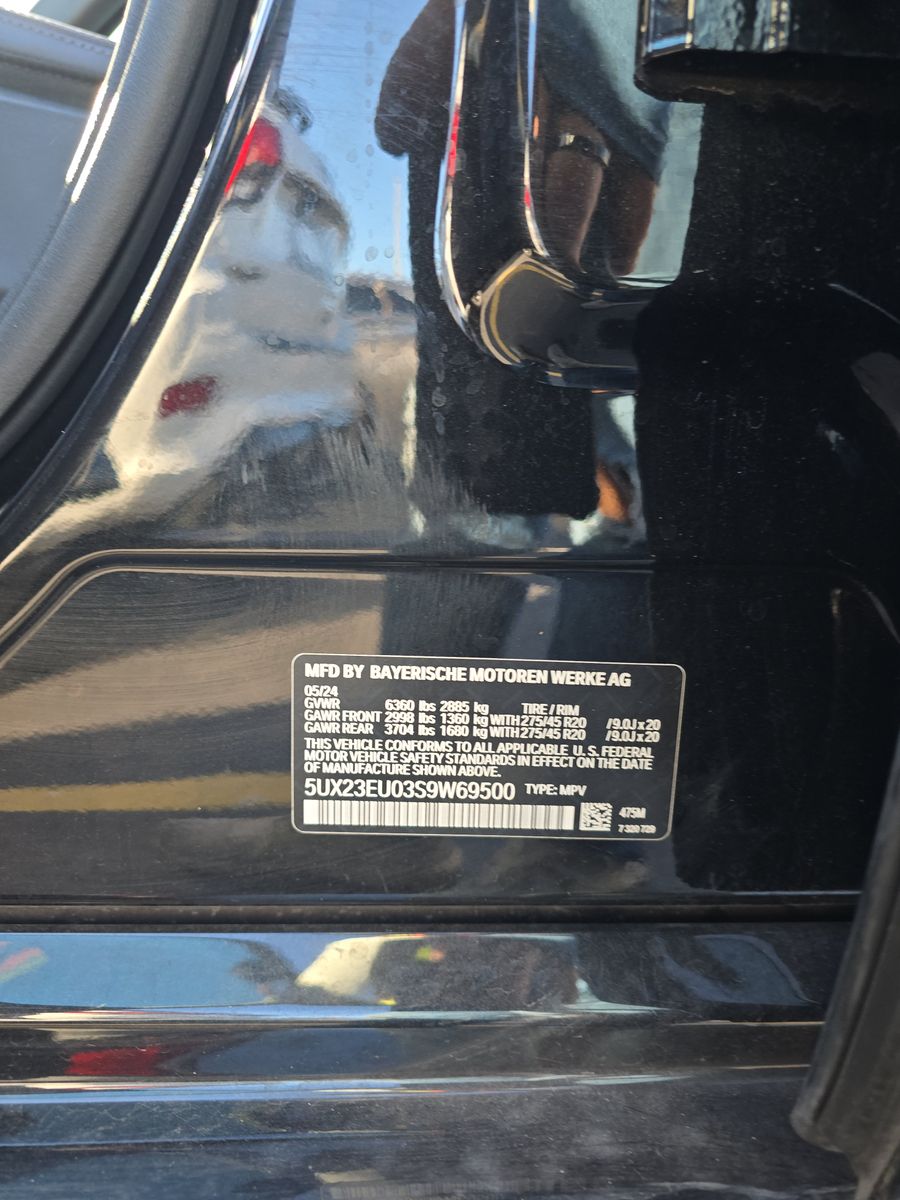 MFD BY BAYERISCHE MOTOREN WERKE AG
05/24
GVWR 6360 lbs 2885 kg TIRE / RIM
GAWR FRONT 2998 lbs 1360 kg WITH 275/45 R20 /9.0J x 20
GAWR REAR 3704 lbs 1680 kg WITH 275/45 R20 /9.0J x 20
THIS VEHICLE CONFORMS TO ALL APPLICABLE U.S. FEDERAL
MOTOR VEHICLE SAFETY STANDARDS IN EFFECT ON THE DATE
OF MANUFACTURE SHOWN ABOVE.
5UX23EU03S9W69500 TYPE: MPV
475M
7 320 729